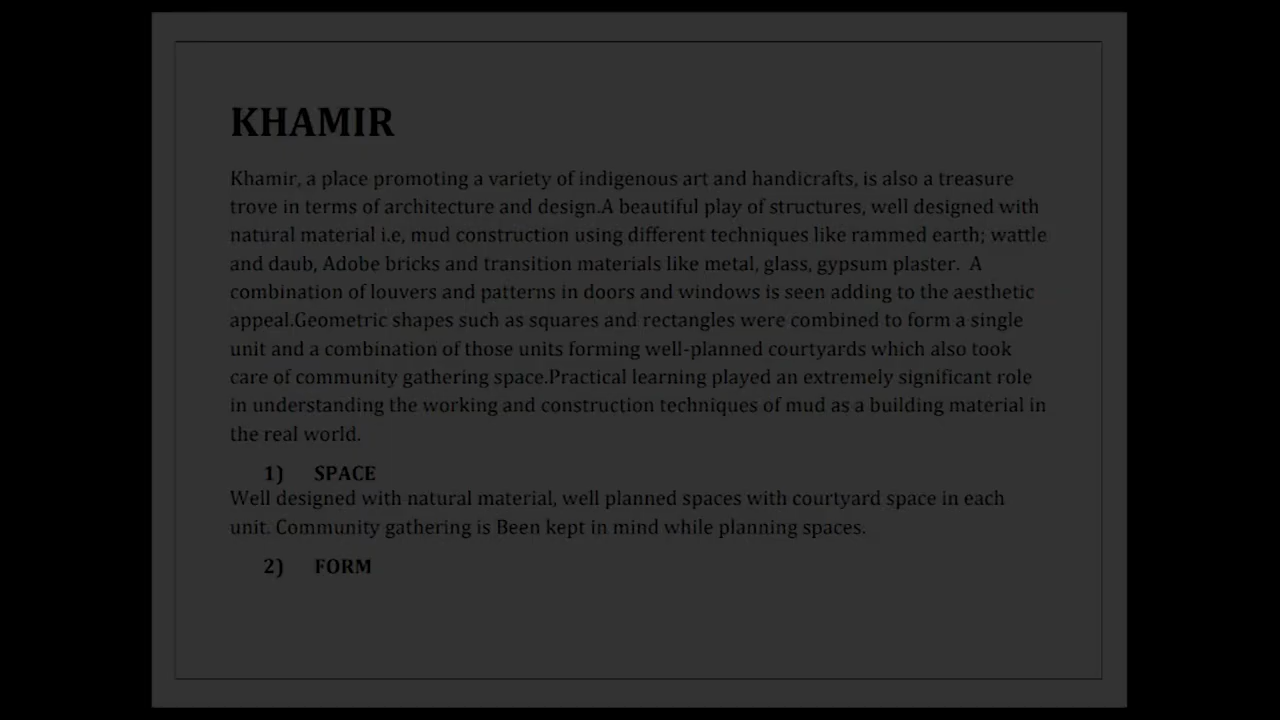 KHAMIR
Khamir, a place promoting a variety of indigenous art and handicrafts, is also a treasure
trove in terms of architecture and design.A beautiful play of structures, well designed with
natural material i.e, mud construction using different techniques like rammed earth; wattle
and daub, Adobe bricks and transition materials like metal, glass, gypsum plaster.  A
combination of louvers and patterns in doors and windows is seen adding to the aesthetic
appeal.Geometric shapes such as squares and rectangles were combined to form a single
unit and a combination of those units forming well-planned courtyards which also took
care of community gathering space.Practical learning played an extremely significant role
in understanding the working and construction techniques of mud as a building material in
the real world.
1) SPACE
Well designed with natural material, well planned spaces with courtyard space in each
unit. Community gathering is Been kept in mind while planning spaces.
2) FORM